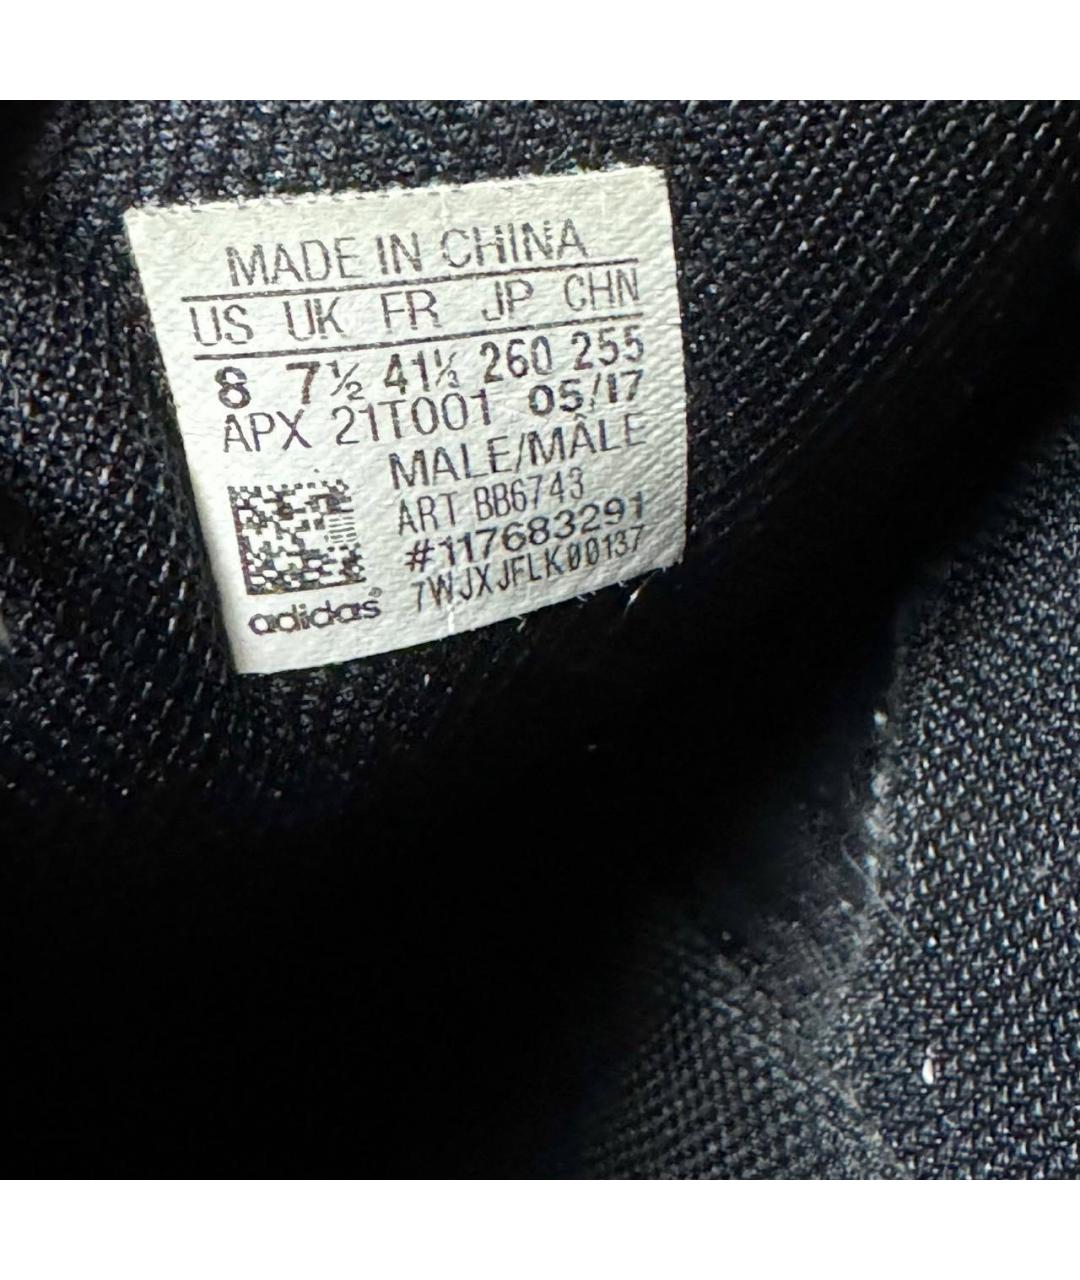 MADE IN CHINA
US UK FR JP CHN
8 7½ 41⅓ 260 255
APX 21T001 05/17
MALE/MÂLE
ART BB6743
#117683291
7WJXJFLK00137
adidas®